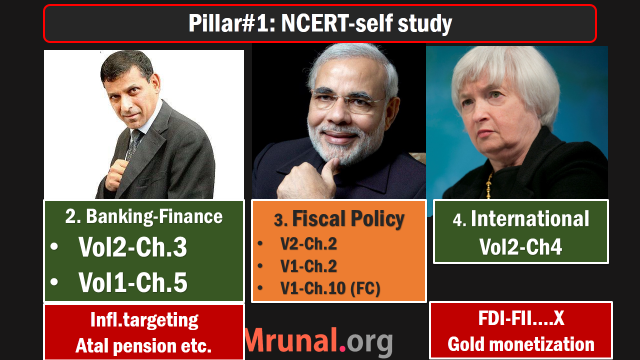 Pillar#1: NCERT-self study
2. Banking-Finance
• Vol2-Ch.3
• Vol1-Ch.5
Infl.targeting
Atal pension etc.
3. Fiscal Policy
• V2-Ch.2
• V1-Ch.2
• V1-Ch.10 (FC)
4. International
Vol2-Ch4
FDI-FII....X
Gold monetization
Mrunal.org